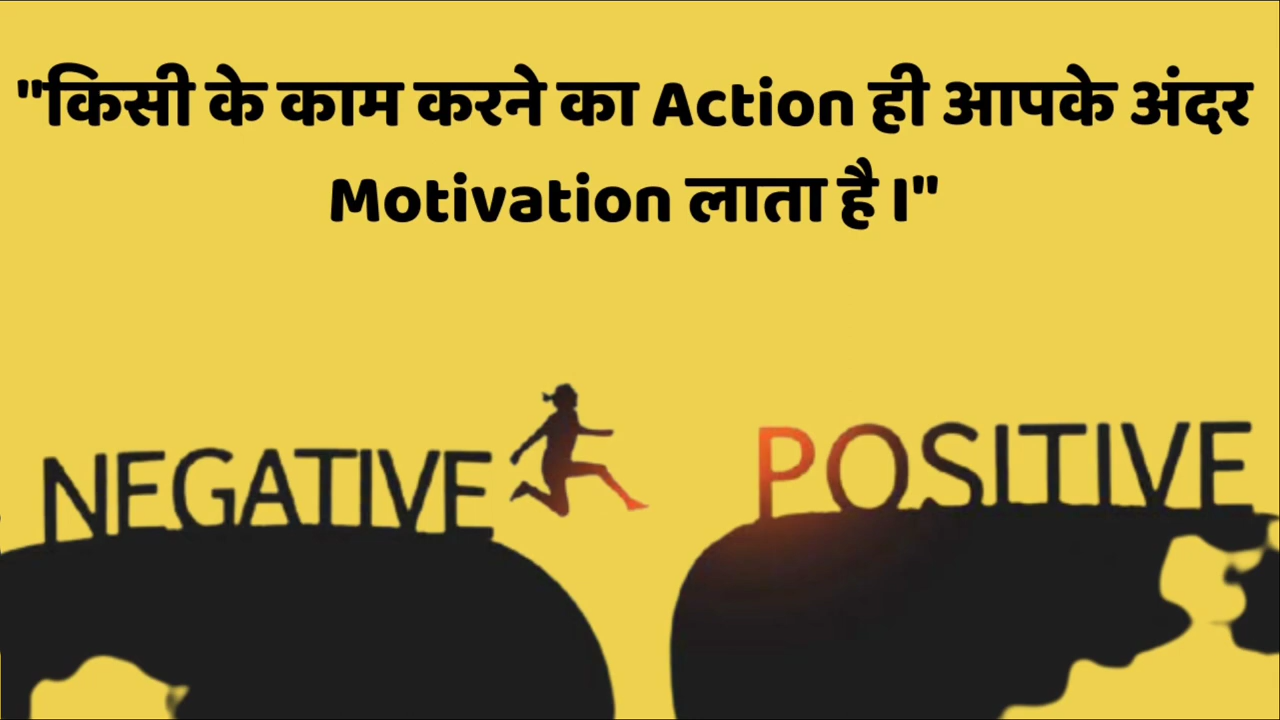 "किसी के काम करने का Action ही आपके अंदर
Motivation लाता है ।"
NEGATIVE
POSITIVE